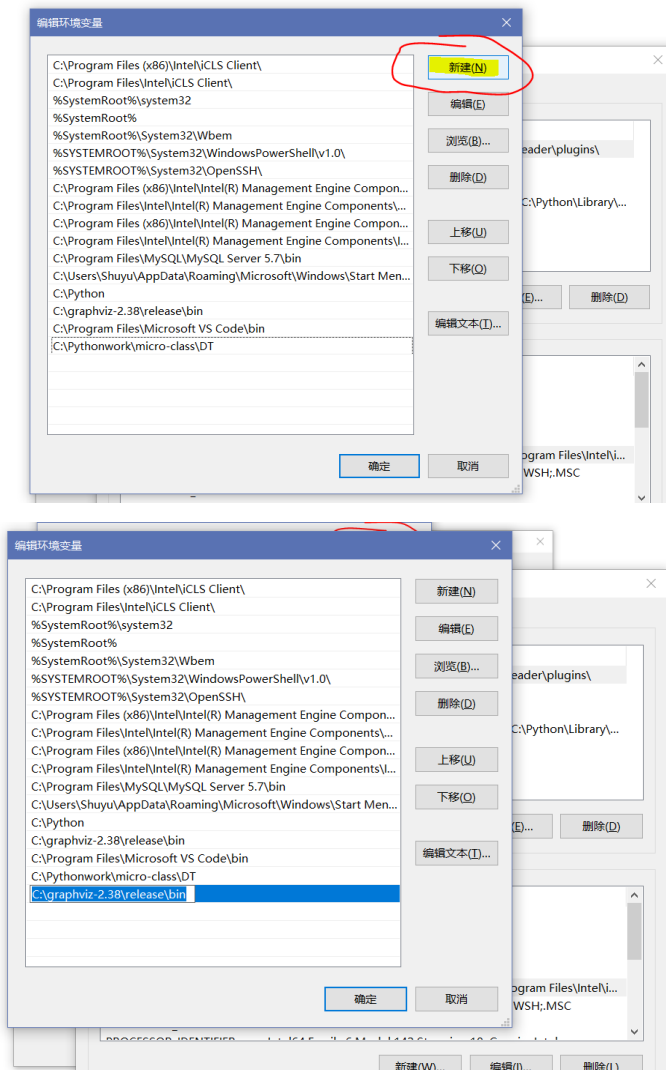 编辑环境变量
C:\Program Files (x86)\Intel\iCLS Client\
C:\Program Files\Intel\iCLS Client\
%SystemRoot%\system32
%SystemRoot%
%SystemRoot%\System32\Wbem
%SYSTEMROOT%\System32\WindowsPowerShell\v1.0\
%SYSTEMROOT%\System32\OpenSSH\
C:\Program Files (x86)\Intel\Intel(R) Management Engine Compon...
C:\Program Files\Intel\Intel(R) Management Engine Components\...
C:\Program Files (x86)\Intel\Intel(R) Management Engine Compon...
C:\Program Files\Intel\Intel(R) Management Engine Components\I...
C:\Program Files\MySQL\MySQL Server 5.7\bin
C:\Users\Shuyu\AppData\Roaming\Microsoft\Windows\Start Men...
C:\Python
C:\graphviz-2.38\release\bin
C:\Program Files\Microsoft VS Code\bin
C:\Pythonwork\micro-class\DT
新建(N)
编辑(E)
浏览(B)...
删除(D)
上移(U)
下移(O)
编辑文本(T)...
确定
取消
eader\plugins\
C:\Python\Library\...
(E)...
删除(D)
ogram Files\Intel\i...
WSH;.MSC
编辑环境变量
C:\Program Files (x86)\Intel\iCLS Client\
C:\Program Files\Intel\iCLS Client\
%SystemRoot%\system32
%SystemRoot%
%SystemRoot%\System32\Wbem
%SYSTEMROOT%\System32\WindowsPowerShell\v1.0\
%SYSTEMROOT%\System32\OpenSSH\
C:\Program Files (x86)\Intel\Intel(R) Management Engine Compon...
C:\Program Files\Intel\Intel(R) Management Engine Components\...
C:\Program Files (x86)\Intel\Intel(R) Management Engine Compon...
C:\Program Files\Intel\Intel(R) Management Engine Components\I...
C:\Program Files\MySQL\MySQL Server 5.7\bin
C:\Users\Shuyu\AppData\Roaming\Microsoft\Windows\Start Men...
C:\Python
C:\graphviz-2.38\release\bin
C:\Program Files\Microsoft VS Code\bin
C:\Pythonwork\micro-class\DT
C:\graphviz-2.38\release\bin
新建(N)
编辑(E)
浏览(B)...
删除(D)
上移(U)
下移(O)
编辑文本(T)...
确定
取消
eader\plugins\
C:\Python\Library\...
(E)...
删除(D)
ogram Files\Intel\i...
WSH;.MSC
新建(W)...
编辑(I)...
删除(L)